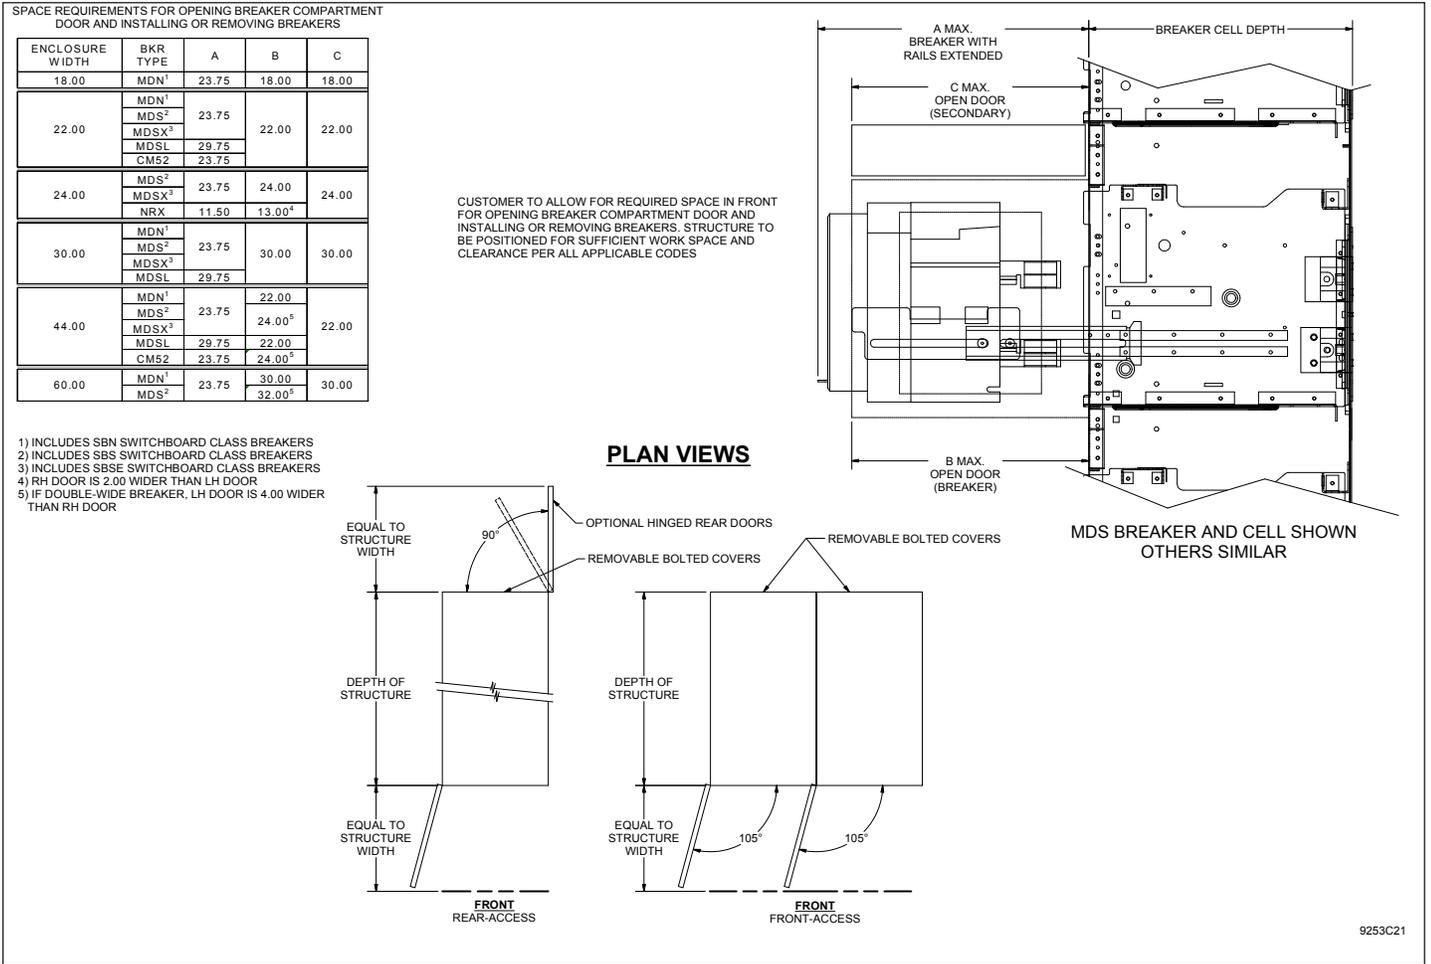 SPACE REQUIREMENTS FOR OPENING BREAKER COMPARTMENT
DOOR AND INSTALLING OR REMOVING BREAKERS
ENCLOSURE WIDTH BKR TYPE A B C
18.00 MDN¹ 23.75 18.00 18.00
22.00 MDN¹ 23.75 22.00 22.00
MDS²
MDSX³
MDSL 29.75
CM52 23.75
24.00 MDS² 23.75 24.00 24.00
MDSX³
NRX 11.50 13.00⁴
30.00 MDN¹ 23.75 30.00 30.00
MDS²
MDSX³
MDSL 29.75
44.00 MDN¹ 23.75 22.00 22.00
MDS² 24.00⁵
MDSX³
MDSL 29.75 22.00
CM52 23.75 24.00⁵
60.00 MDN¹ 23.75 30.00 30.00
MDS² 32.00⁵
1) INCLUDES SBN SWITCHBOARD CLASS BREAKERS
2) INCLUDES SBS SWITCHBOARD CLASS BREAKERS
3) INCLUDES SBSE SWITCHBOARD CLASS BREAKERS
4) RH DOOR IS 2.00 WIDER THAN LH DOOR
5) IF DOUBLE-WIDE BREAKER, LH DOOR IS 4.00 WIDER
THAN RH DOOR
CUSTOMER TO ALLOW FOR REQUIRED SPACE IN FRONT
FOR OPENING BREAKER COMPARTMENT DOOR AND
INSTALLING OR REMOVING BREAKERS. STRUCTURE TO
BE POSITIONED FOR SUFFICIENT WORK SPACE AND
CLEARANCE PER ALL APPLICABLE CODES
A MAX.
BREAKER WITH
RAILS EXTENDED
BREAKER CELL DEPTH
C MAX.
OPEN DOOR
(SECONDARY)
B MAX.
OPEN DOOR
(BREAKER)
MDS BREAKER AND CELL SHOWN
OTHERS SIMILAR
PLAN VIEWS
EQUAL TO
STRUCTURE
WIDTH
90°
OPTIONAL HINGED REAR DOORS
REMOVABLE BOLTED COVERS
DEPTH OF
STRUCTURE
EQUAL TO
STRUCTURE
WIDTH
FRONT
REAR-ACCESS
REMOVABLE BOLTED COVERS
DEPTH OF
STRUCTURE
EQUAL TO
STRUCTURE
WIDTH
105°
105°
FRONT
FRONT-ACCESS
9253C21